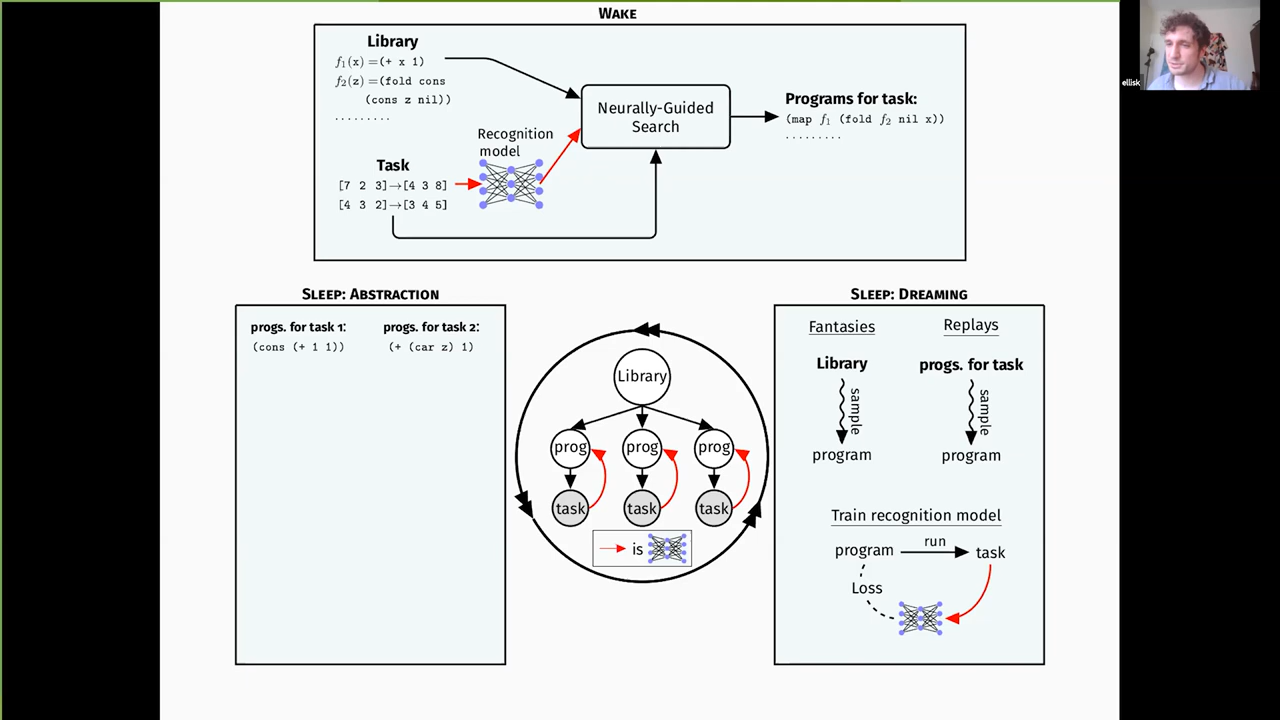 WAKE
Library
f₁(x) =(+ x 1)
f₂(z) =(fold cons
(cons z nil))
.........
Task
[7 2 3]→[4 3 8]
[4 3 2]→[3 4 5]
Recognition
model
Neurally-Guided
Search
Programs for task:
(map f₁ (fold f₂ nil x))
.........
ellisk
SLEEP: ABSTRACTION
progs. for task 1:
(cons (+ 1 1))
progs. for task 2:
(+ (car z) 1)
Library
prog prog prog
task task task
is
SLEEP: DREAMING
Fantasies
Library
sample
program
Replays
progs. for task
sample
program
Train recognition model
program run task
Loss